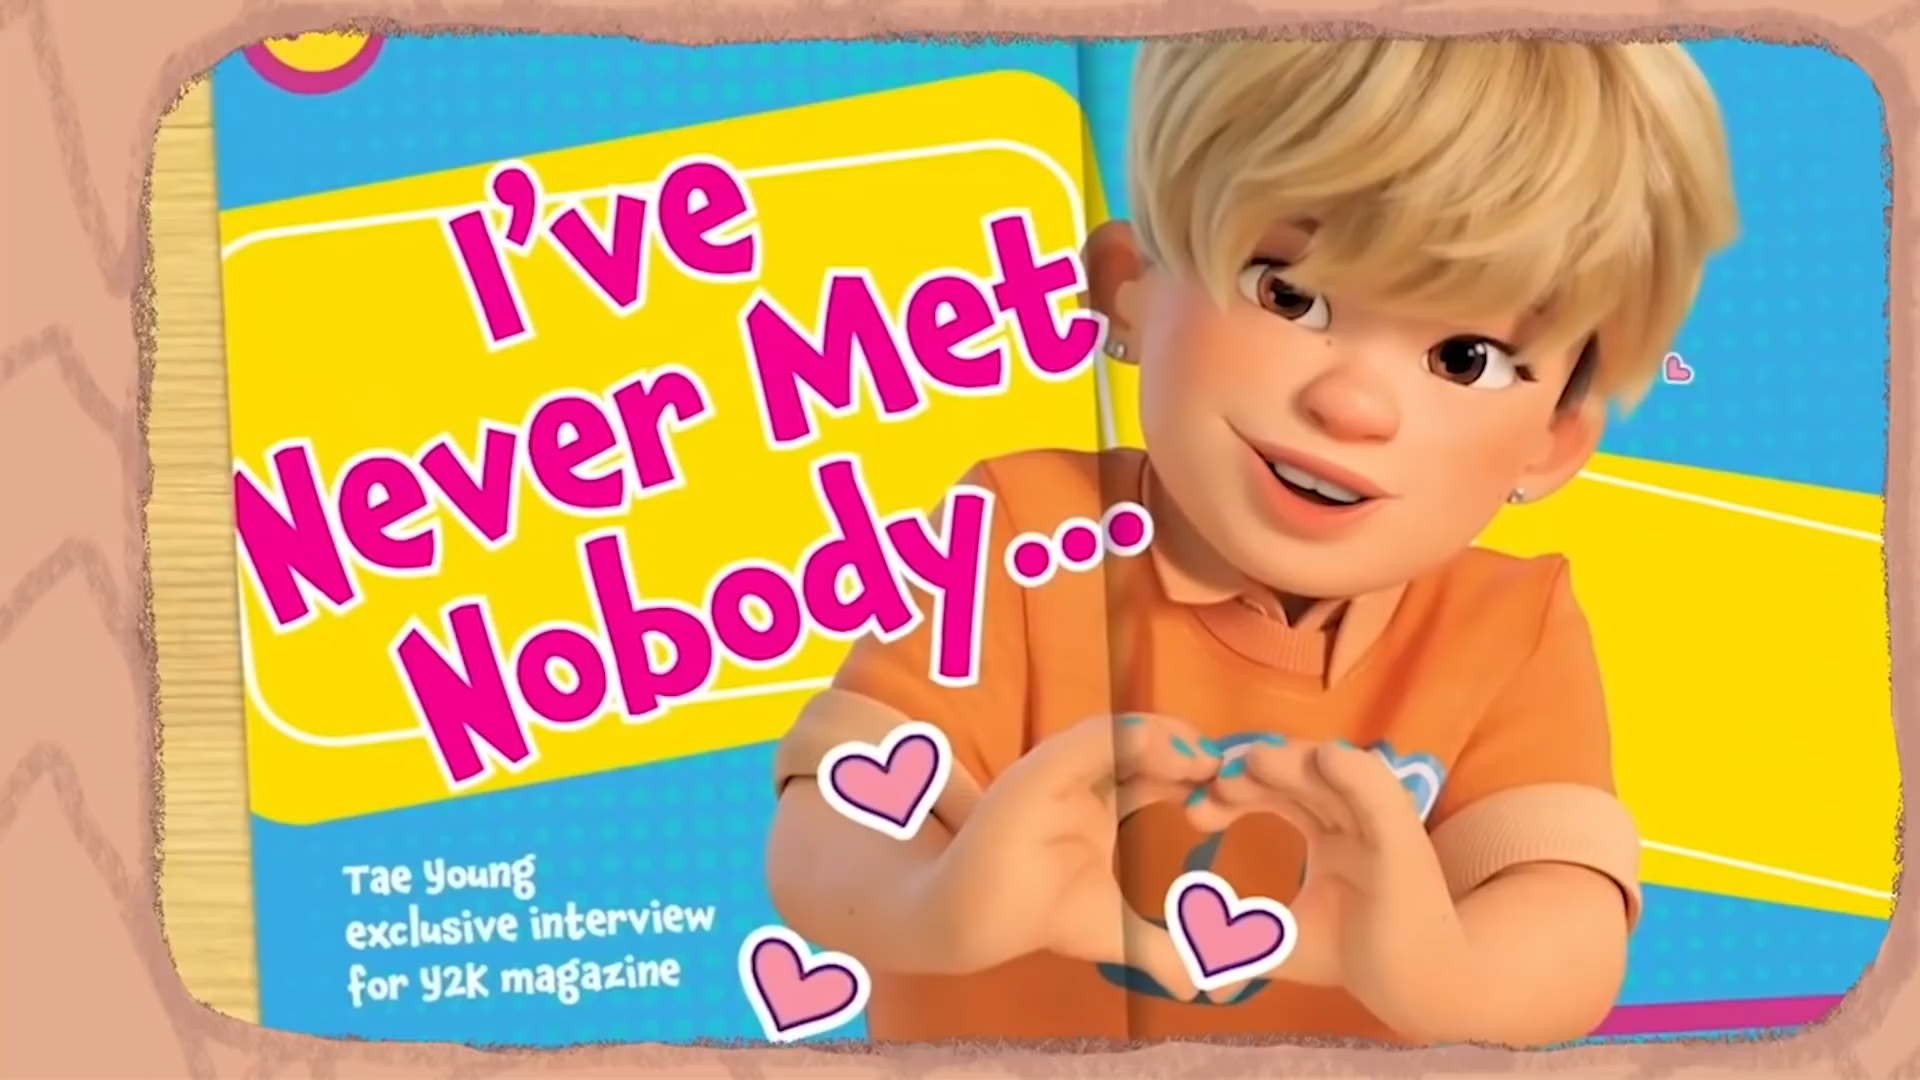 I've
Never Met
Nobody...
Tae Young
exclusive interview
for Y2K magazine